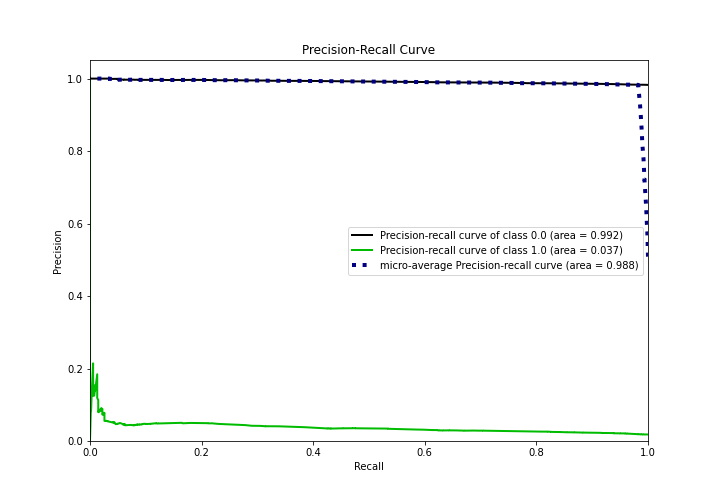 Precision-Recall Curve
1.0
0.8
0.6
0.4
0.2
0.0
Precision
Precision-recall curve of class 0.0 (area = 0.992)
Precision-recall curve of class 1.0 (area = 0.037)
micro-average Precision-recall curve (area = 0.988)
0.0 0.2 0.4 0.6 0.8 1.0
Recall